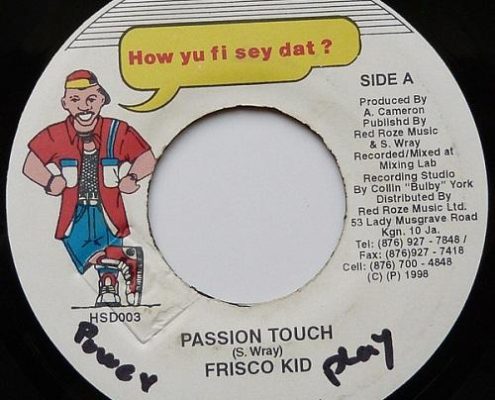 How yu fi sey dat ?
SIDE A
Produced By
A. Cameron
Publishd By
Red Roze Music
& S. Wray
Recorded/Mixed at
Mixing Lab
Recording Studio
By Collin "Bulby" York
Distributed By
Red Roze Music Ltd.
53 Lady Musgrave Road
Kgn. 10 Ja.
Tel: (876) 927 - 7848 /
Fax: (876)927 - 7418
Cell: (876) 700 - 4848
(C) (P) 1998
HSD003
PASSION TOUCH
(S. Wray)
FRISCO KID
Power
play